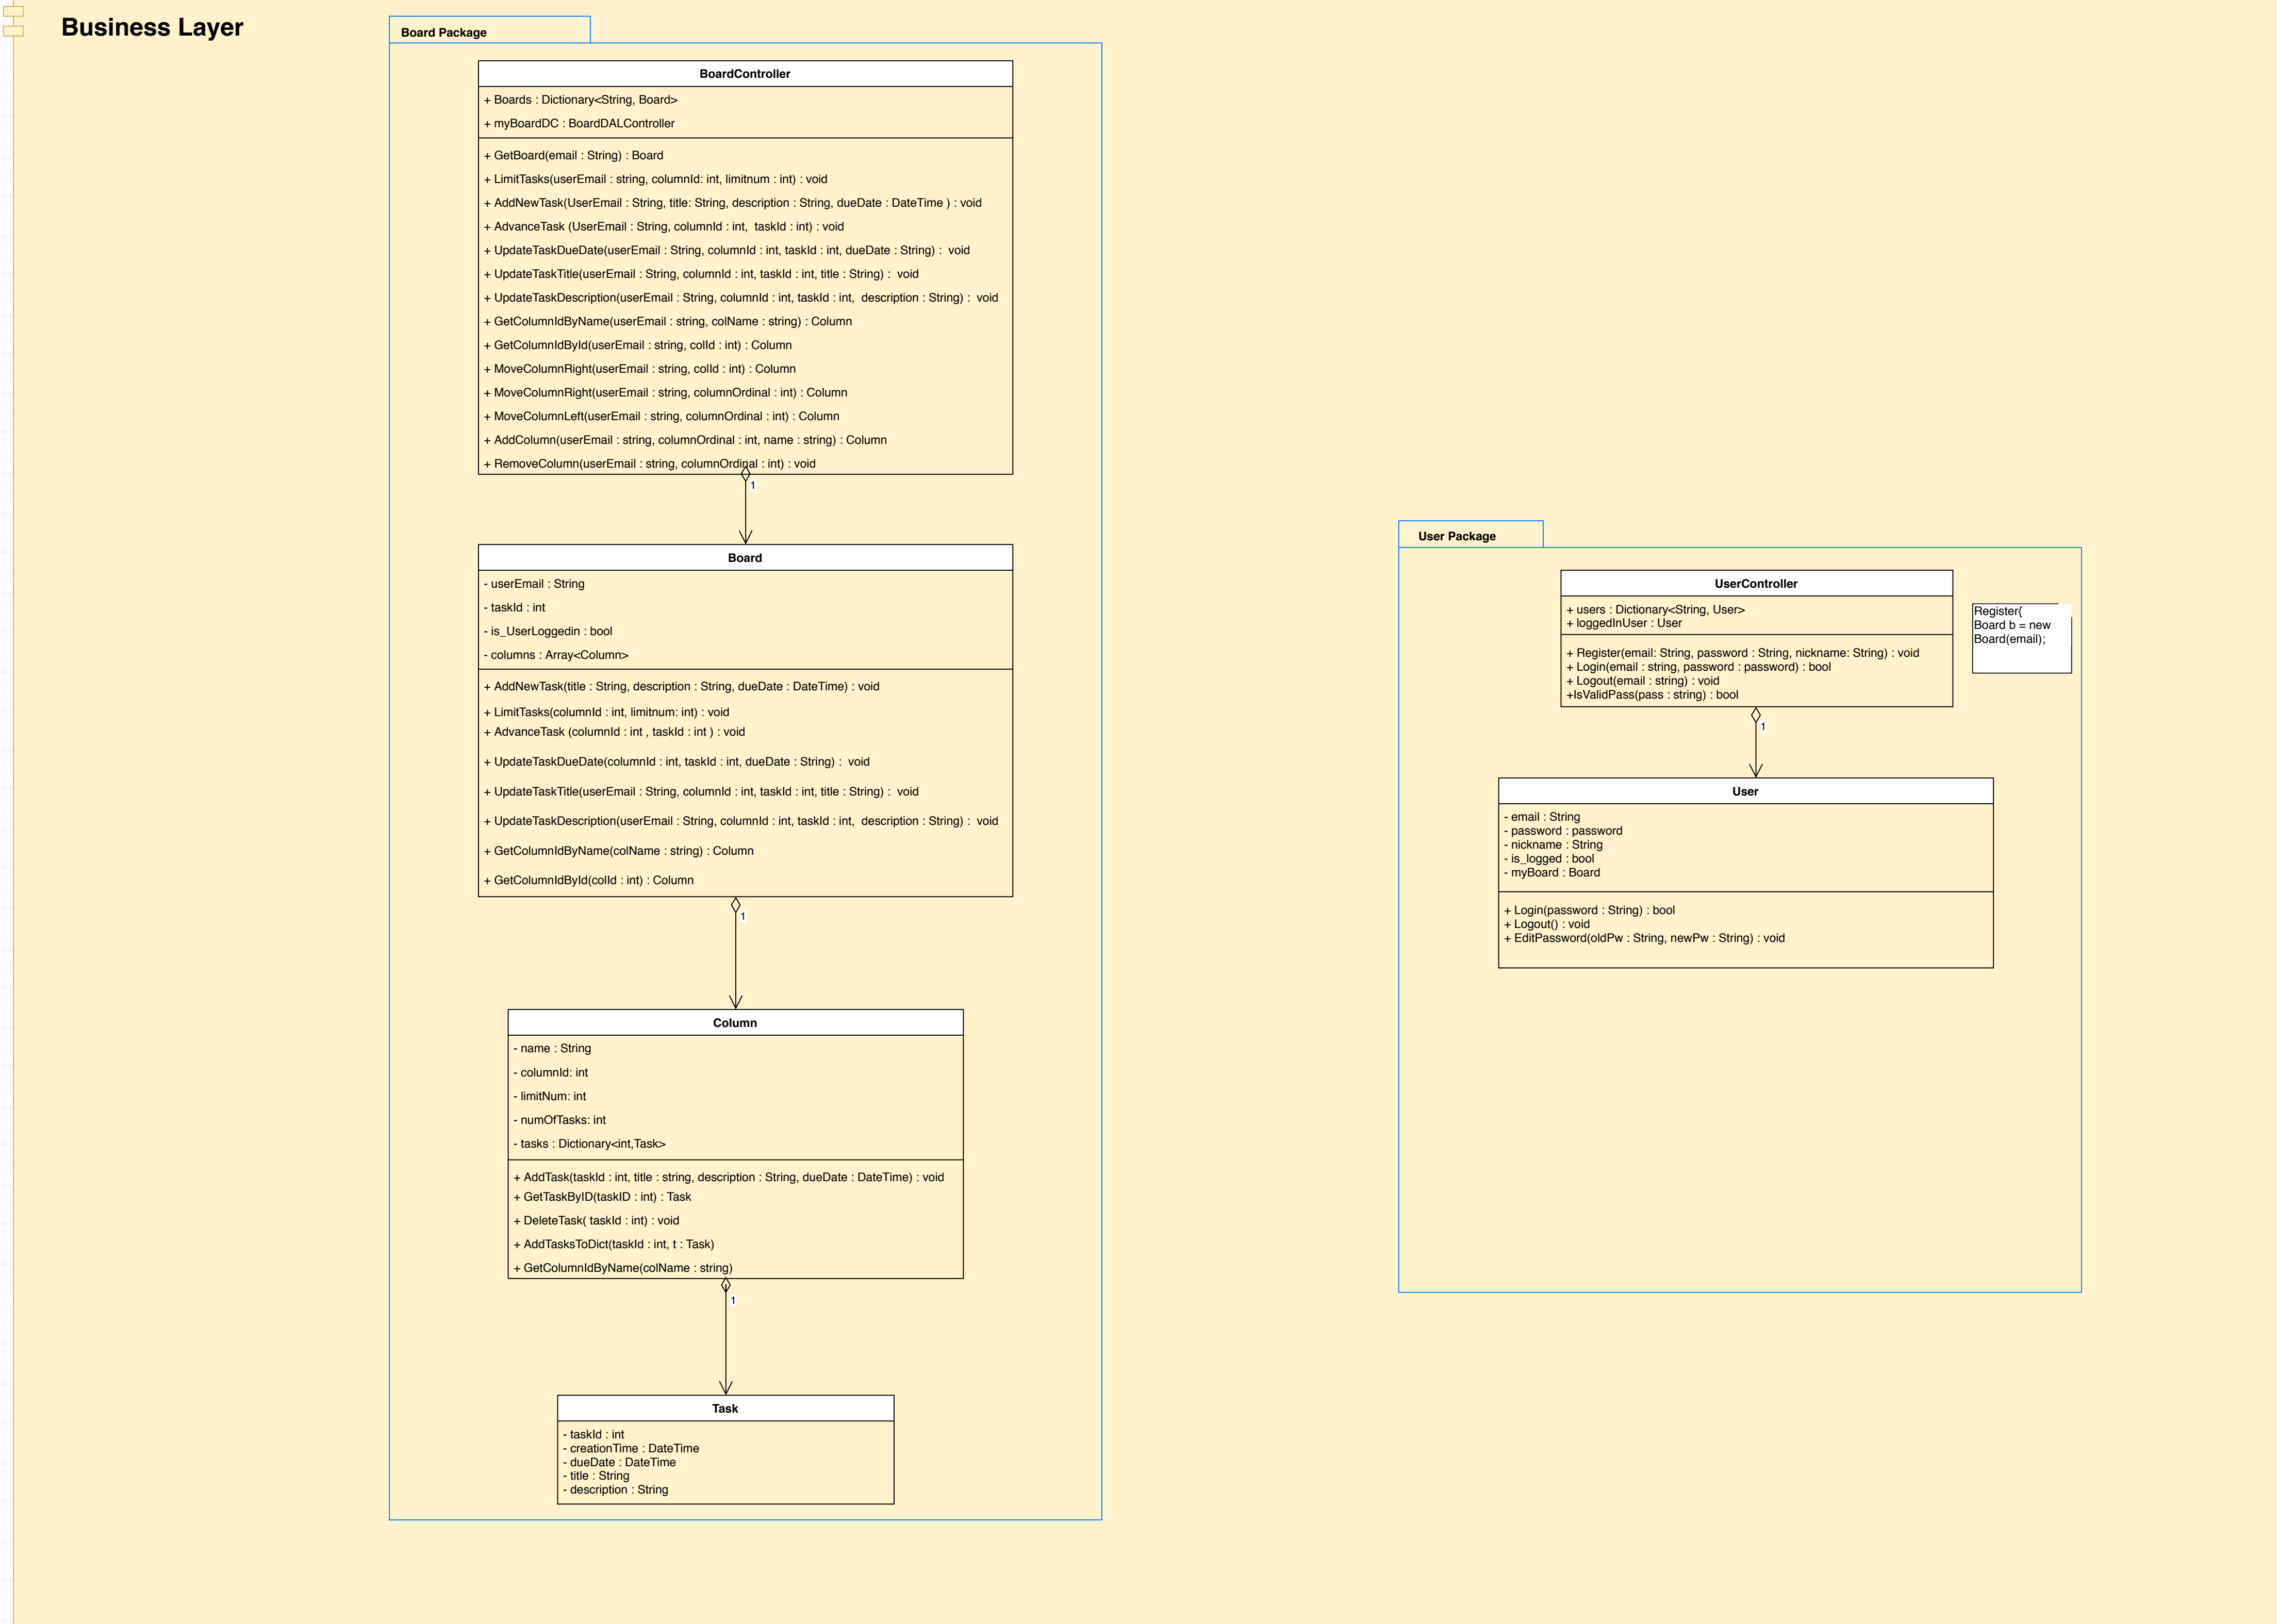 Business Layer
Board Package
BoardController
+ Boards : Dictionary<String, Board>
+ myBoardDC : BoardDALController
+ GetBoard(email : String) : Board
+ LimitTasks(userEmail : string, columnId: int, limitnum : int) : void
+ AddNewTask(UserEmail : String, title: String, description : String, dueDate : DateTime ) : void
+ AdvanceTask (UserEmail : String, columnId : int,  taskId : int) : void
+ UpdateTaskDueDate(userEmail : String, columnId : int, taskId : int, dueDate : String) :  void
+ UpdateTaskTitle(userEmail : String, columnId : int, taskId : int, title : String) :  void
+ UpdateTaskDescription(userEmail : String, columnId : int, taskId : int,  description : String) :  void
+ GetColumnIdByName(userEmail : string, colName : string) : Column
+ GetColumnIdById(userEmail : string, colId : int) : Column
+ MoveColumnRight(userEmail : string, colId : int) : Column
+ MoveColumnRight(userEmail : string, columnOrdinal : int) : Column
+ MoveColumnLeft(userEmail : string, columnOrdinal : int) : Column
+ AddColumn(userEmail : string, columnOrdinal : int, name : string) : Column
+ RemoveColumn(userEmail : string, columnOrdinal : int) : void
1
Board
- userEmail : String
- taskId : int
- is_UserLoggedin : bool
- columns : Array<Column>
+ AddNewTask(title : String, description : String, dueDate : DateTime) : void
+ LimitTasks(columnId : int, limitnum: int) : void
+ AdvanceTask (columnId : int , taskId : int ) : void
+ UpdateTaskDueDate(columnId : int, taskId : int, dueDate : String) :  void
+ UpdateTaskTitle(userEmail : String, columnId : int, taskId : int, title : String) :  void
+ UpdateTaskDescription(userEmail : String, columnId : int, taskId : int,  description : String) :  void
+ GetColumnIdByName(colName : string) : Column
+ GetColumnIdById(colId : int) : Column
1
Column
- name : String
- columnId: int
- limitNum: int
- numOfTasks: int
- tasks : Dictionary<int,Task>
+ AddTask(taskId : int, title : string, description : String, dueDate : DateTime) : void
+ GetTaskByID(taskID : int) : Task
+ DeleteTask( taskId : int) : void
+ AddTasksToDict(taskId : int, t : Task)
+ GetColumnIdByName(colName : string)
1
Task
- taskId : int
- creationTime : DateTime
- dueDate : DateTime
- title : String
- description : String
User Package
UserController
+ users : Dictionary<String, User>
+ loggedInUser : User
+ Register(email: String, password : String, nickname: String) : void
+ Login(email : string, password : password) : bool
+ Logout(email : string) : void
+IsValidPass(pass : string) : bool
Register{
Board b = new
Board(email);
1
User
- email : String
- password : password
- nickname : String
- is_logged : bool
- myBoard : Board
+ Login(password : String) : bool
+ Logout() : void
+ EditPassword(oldPw : String, newPw : String) : void